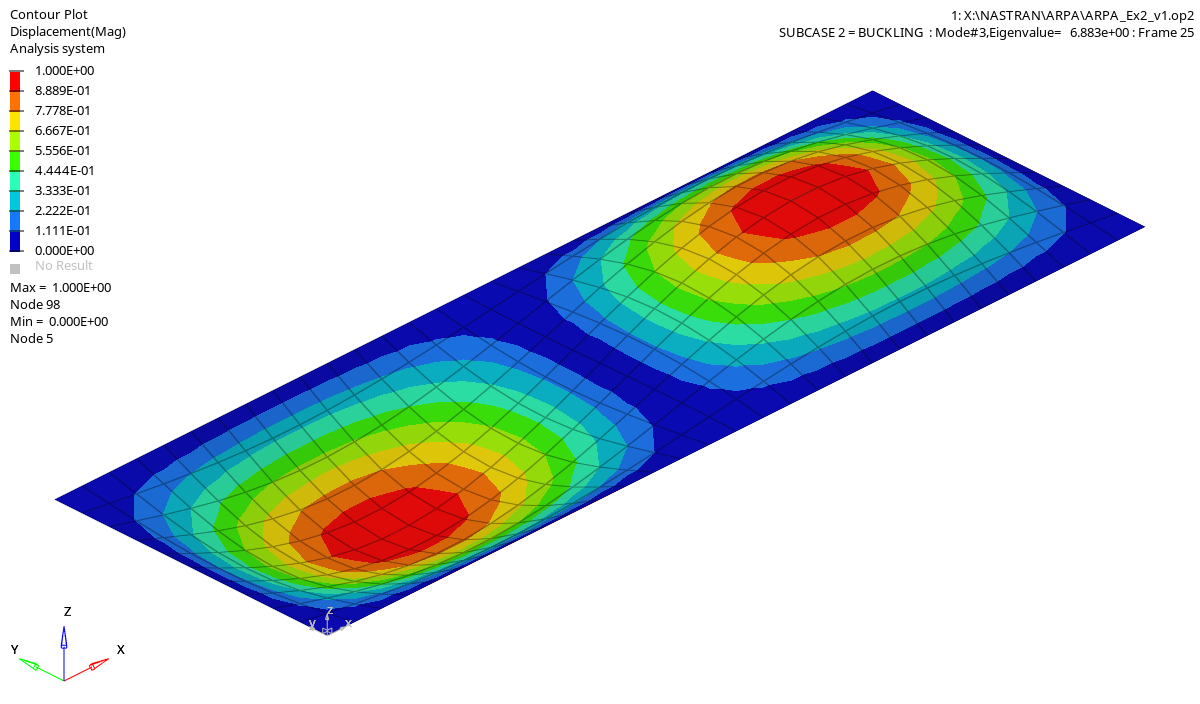 Contour Plot
Displacement(Mag)
Analysis system
1.000E+00
8.889E-01
7.778E-01
6.667E-01
5.556E-01
4.444E-01
3.333E-01
2.222E-01
1.111E-01
0.000E+00
No Result
Max = 1.000E+00
Node 98
Min = 0.000E+00
Node 5
1: X:\NASTRAN\ARPA\ARPA_Ex2_v1.op2
SUBCASE 2 = BUCKLING : Mode#3,Eigenvalue= 6.883e+00 : Frame 25
Z
Y
X
Z
Y
X